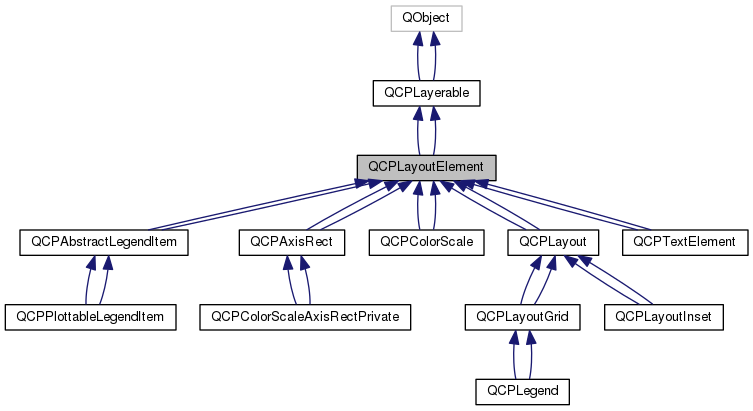 QObject
QCPLayerable
QCPLayoutElement
QCPAbstractLegendItem
QCPAxisRect
QCPColorScale
QCPLayout
QCPTextElement
QCPPlottableLegendItem
QCPColorScaleAxisRectPrivate
QCPLayoutGrid
QCPLayoutInset
QCPLegend